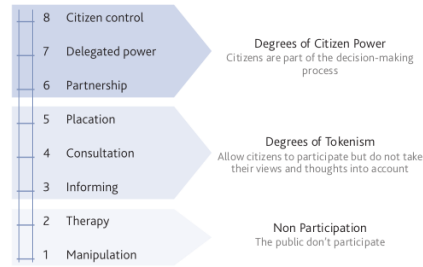 8 Citizen control
7 Delegated power
6 Partnership
Degrees of Citizen Power
Citizens are part of the decision-making
process
5 Placation
4 Consultation
3 Informing
Degrees of Tokenism
Allow citizens to participate but do not take
their views and thoughts into account
2 Therapy
1 Manipulation
Non Participation
The public don't participate